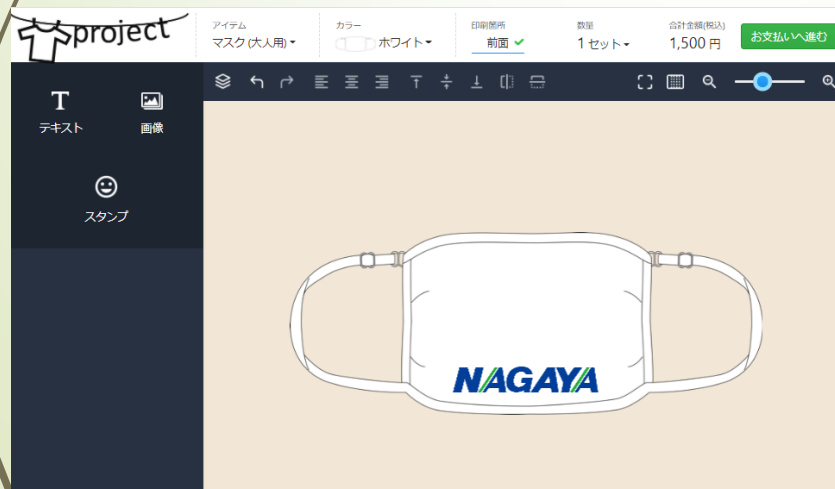 project
アイテム
マスク(大人用)
カラー
ホワイト
印刷箇所
前面
数量
1 セット
合計金額(税込)
1,500 円
お支払いへ進む
T
テキスト
画像
スタンプ
NAGAYA